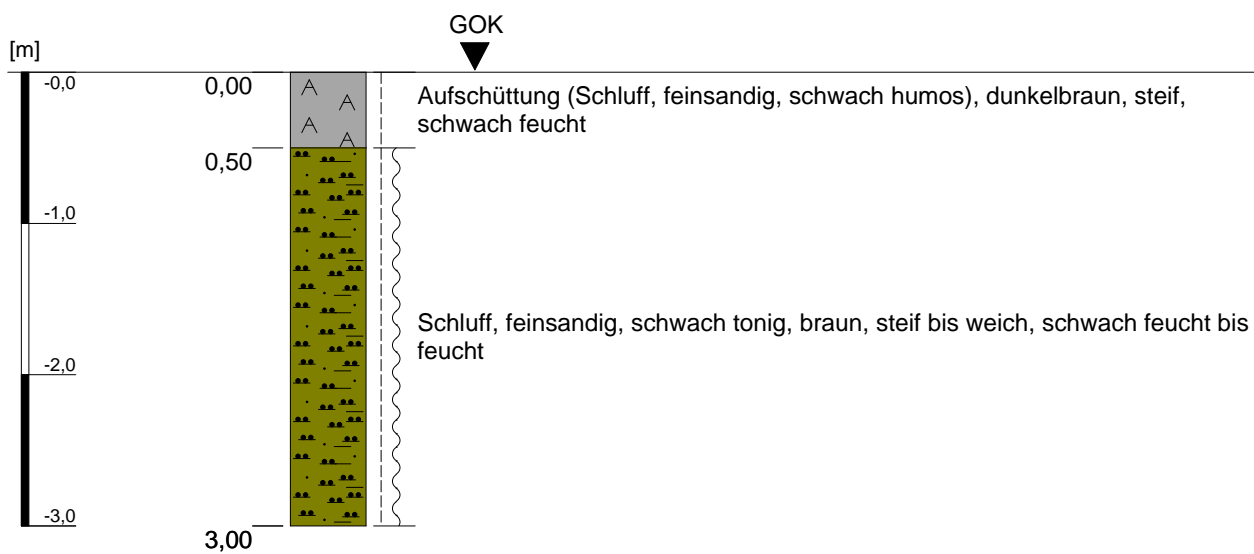 GOK
[m]
-0,0
0,00
Aufschüttung (Schluff, feinsandig, schwach humos), dunkelbraun, steif,
schwach feucht
0,50
-1,0
Schluff, feinsandig, schwach tonig, braun, steif bis weich, schwach feucht bis
feucht
-2,0
-3,0
3,00